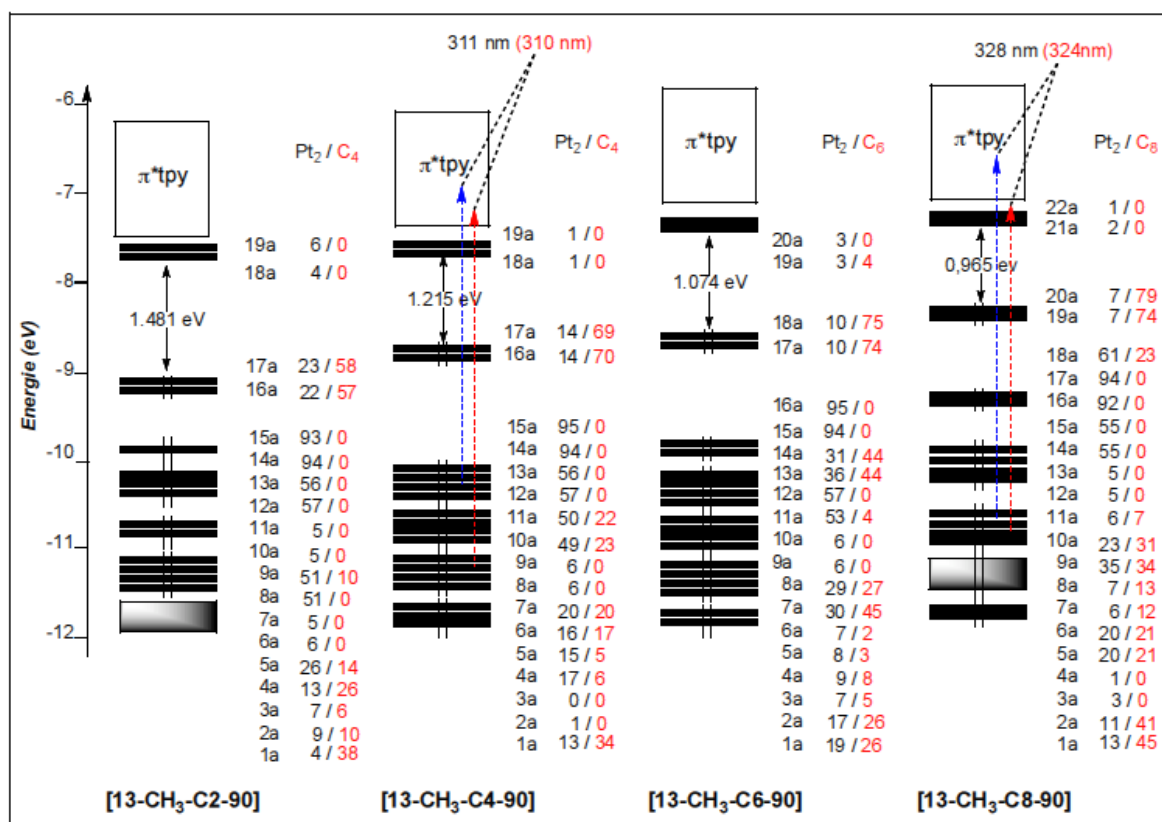 Energie (eV)
-6
-7
-8
-9
-10
-11
-12
π*tpy
Pt2 / C4
1.481 eV
19a 6 / 0
18a 4 / 0
17a 23 / 58
16a 22 / 57
15a 93 / 0
14a 94 / 0
13a 56 / 0
12a 57 / 0
11a 5 / 0
10a 5 / 0
9a 51 / 10
8a 51 / 0
7a 5 / 0
6a 6 / 0
5a 26 / 14
4a 13 / 26
3a 7 / 6
2a 9 / 10
1a 4 / 38
[13-CH3-C2-90]
311 nm (310 nm)
π*tpy
Pt2 / C4
1.215 eV
19a 1 / 0
18a 1 / 0
17a 14 / 69
16a 14 / 70
15a 95 / 0
14a 94 / 0
13a 56 / 0
12a 57 / 0
11a 50 / 22
10a 49 / 23
9a 6 / 0
8a 6 / 0
7a 20 / 20
6a 16 / 17
5a 15 / 5
4a 17 / 6
3a 0 / 0
2a 1 / 0
1a 13 / 34
[13-CH3-C4-90]
π*tpy
Pt2 / C6
1.074 eV
20a 3 / 0
19a 3 / 4
18a 10 / 75
17a 10 / 74
16a 95 / 0
15a 94 / 0
14a 31 / 44
13a 36 / 44
12a 57 / 0
11a 53 / 4
10a 6 / 0
9a 6 / 0
8a 29 / 27
7a 30 / 45
6a 7 / 2
5a 8 / 3
4a 9 / 8
3a 7 / 5
2a 17 / 26
1a 19 / 26
[13-CH3-C6-90]
328 nm (324nm)
π*tpy
Pt2 / C8
0,965 ev
22a 1 / 0
21a 2 / 0
20a 7 / 79
19a 7 / 74
18a 61 / 23
17a 94 / 0
16a 92 / 0
15a 55 / 0
14a 55 / 0
13a 5 / 0
12a 5 / 0
11a 6 / 7
10a 23 / 31
9a 35 / 34
8a 7 / 13
7a 6 / 12
6a 20 / 21
5a 20 / 21
4a 1 / 0
3a 3 / 0
2a 11 / 41
1a 13 / 45
[13-CH3-C8-90]